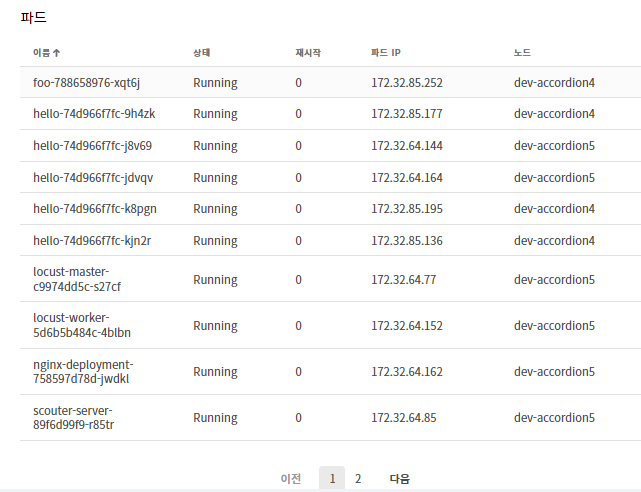 파드
이름 ↑ 상태 재시작 파드 IP 노드
foo-788658976-xqt6j Running 0 172.32.85.252 dev-accordion4
hello-74d966f7fc-9h4zk Running 0 172.32.85.177 dev-accordion4
hello-74d966f7fc-j8v69 Running 0 172.32.64.144 dev-accordion5
hello-74d966f7fc-jdvqv Running 0 172.32.64.164 dev-accordion5
hello-74d966f7fc-k8pgn Running 0 172.32.85.195 dev-accordion4
hello-74d966f7fc-kjn2r Running 0 172.32.85.136 dev-accordion4
locust-master-
c9974dd5c-s27cf Running 0 172.32.64.77 dev-accordion5
locust-worker-
5d6b5b484c-4blbn Running 0 172.32.64.152 dev-accordion5
nginx-deployment-
758597d78d-jwdkl Running 0 172.32.64.162 dev-accordion5
scouter-server-
89f6d99f9-r85tr Running 0 172.32.64.85 dev-accordion5
이전 1 2 다음